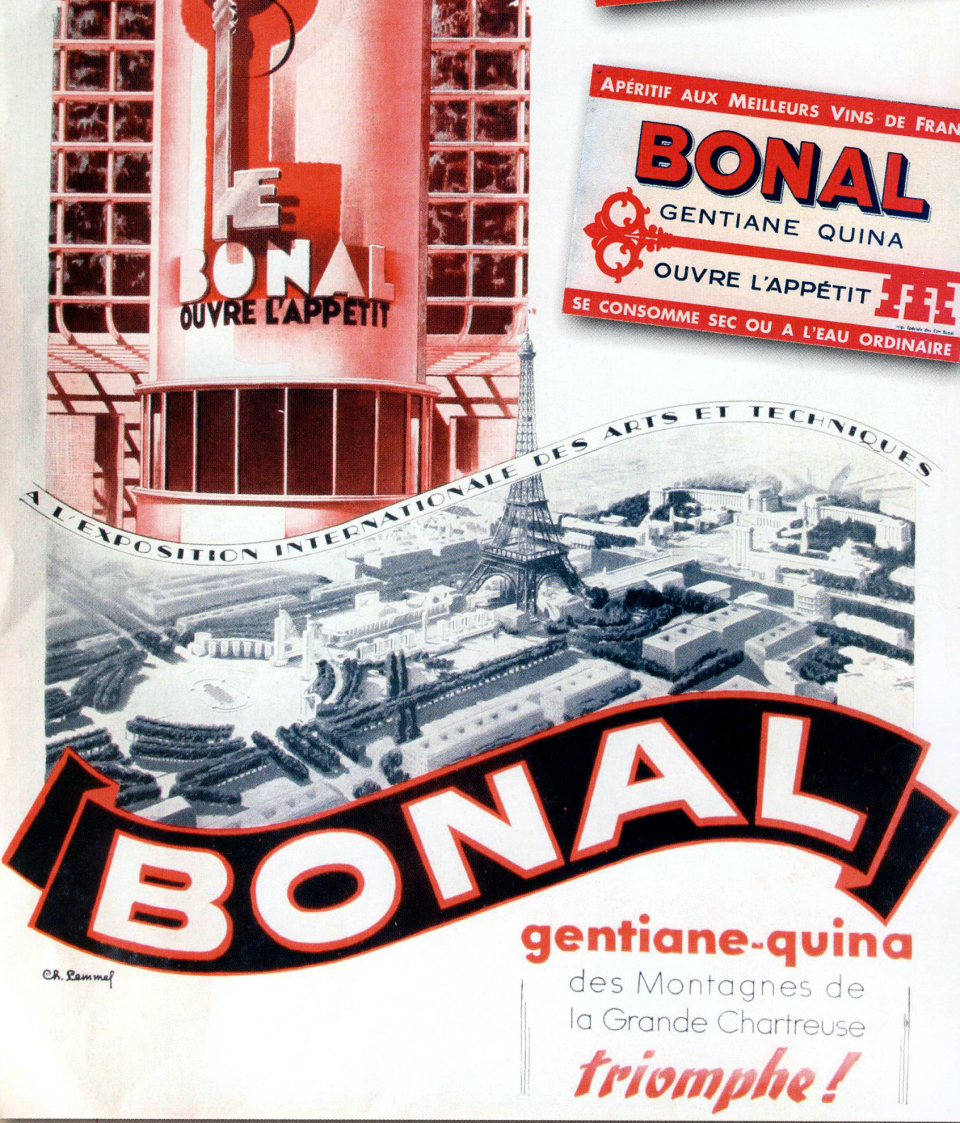 LE
BONAL
OUVRE L'APPÉTIT
APÉRITIF AUX MEILLEURS VINS DE FRAN
BONAL
GENTIANE QUINA
OUVRE L'APPÉTIT
SE CONSOMME SEC OU A L'EAU ORDINAIRE
A L'EXPOSITION INTERNATIONALE DES ARTS ET TECHNIQUES
BONAL
Ch. Lemmel
gentiane-quina
des Montagnes de
la Grande Chartreuse
triomphe !